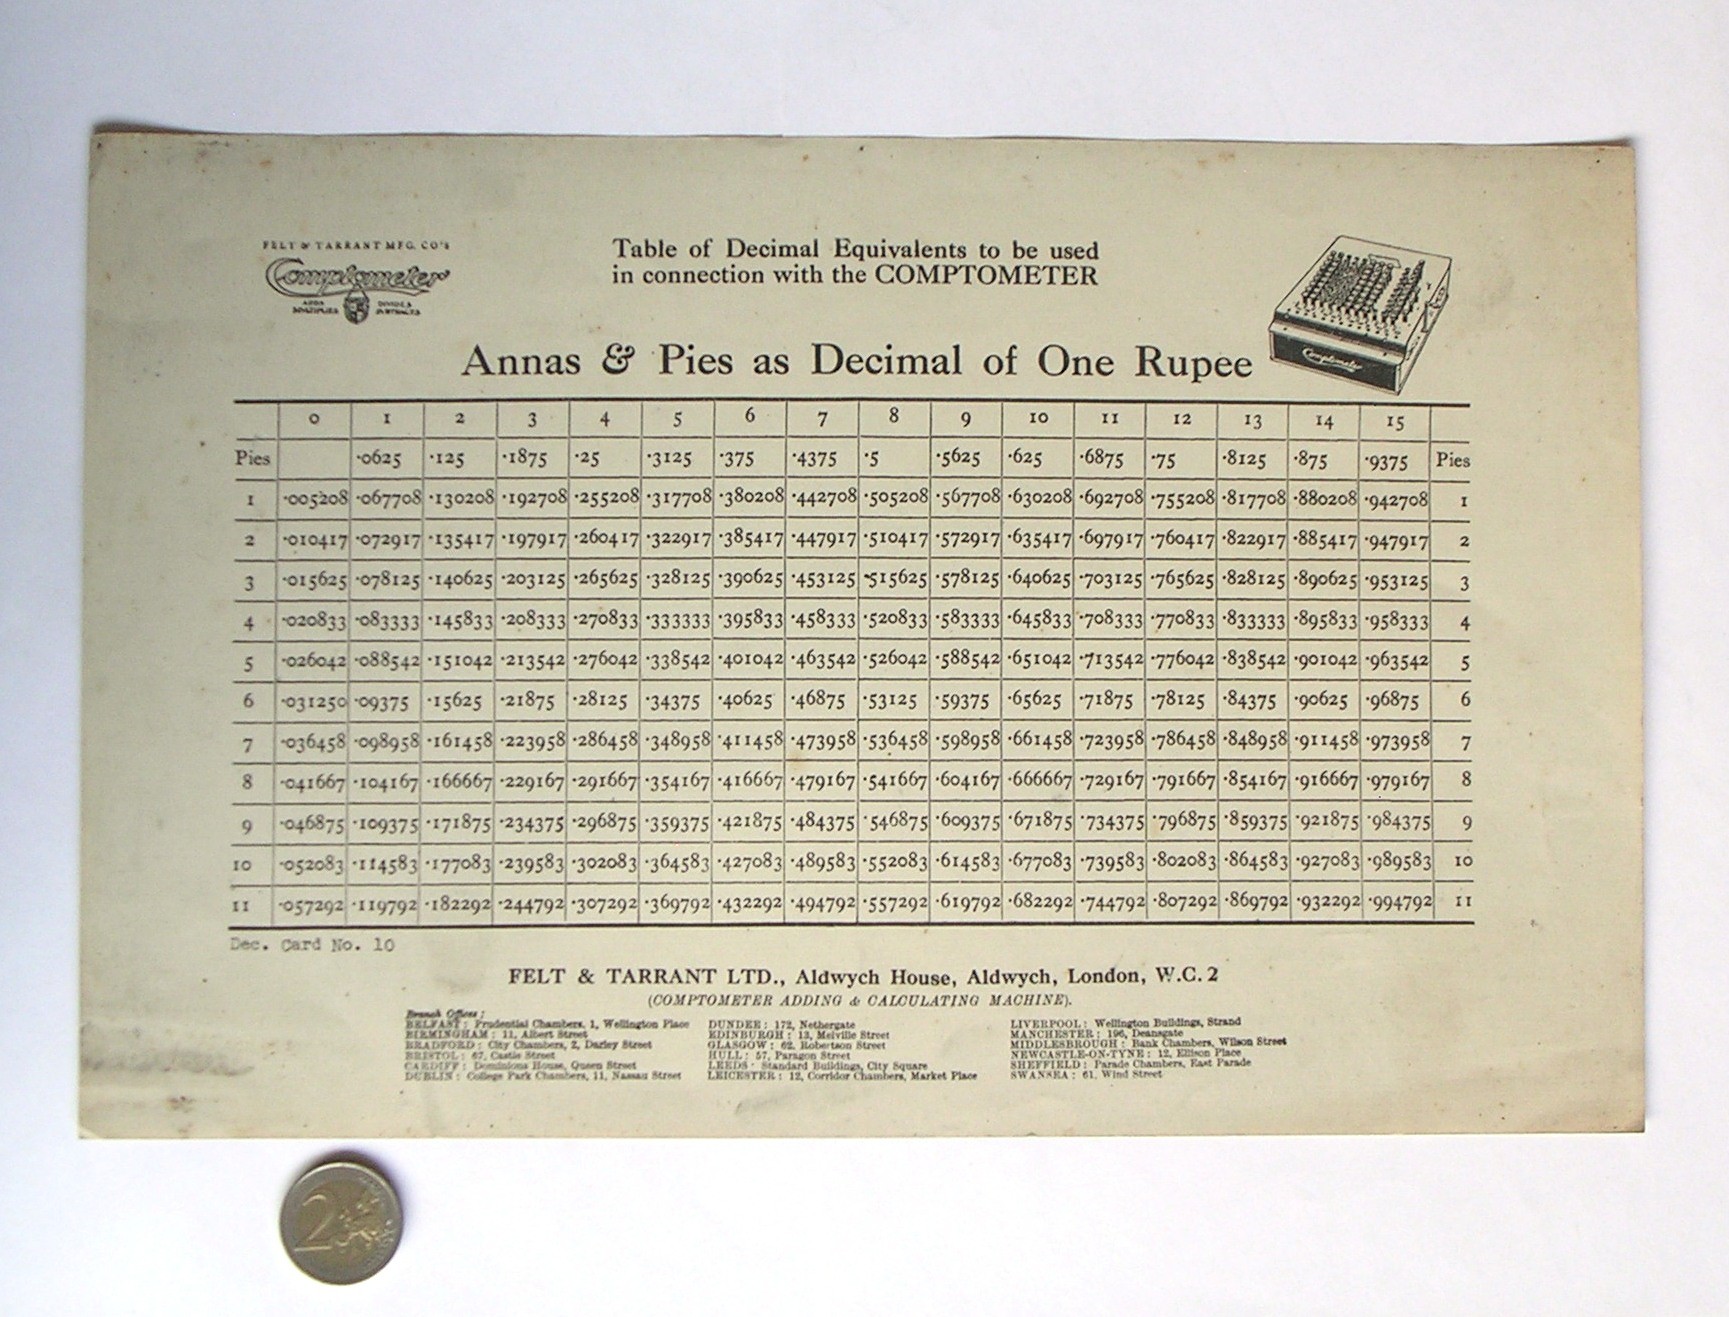 FELT & TARRANT MFG. CO'S
Comptometer
ADDS DIVIDES
MULTIPLIES SUBTRACTS
Table of Decimal Equivalents to be used
in connection with the COMPTOMETER
Comptometer
Annas & Pies as Decimal of One Rupee
0 1 2 3 4 5 6 7 8 9 10 11 12 13 14 15
Pies ·0625 ·125 ·1875 ·25 ·3125 ·375 ·4375 ·5 ·5625 ·625 ·6875 ·75 ·8125 ·875 ·9375 Pies
1 ·005208 ·067708 ·130208 ·192708 ·255208 ·317708 ·380208 ·442708 ·505208 ·567708 ·630208 ·692708 ·755208 ·817708 ·880208 ·942708 1
2 ·010417 ·072917 ·135417 ·197917 ·260417 ·322917 ·385417 ·447917 ·510417 ·572917 ·635417 ·697917 ·760417 ·822917 ·885417 ·947917 2
3 ·015625 ·078125 ·140625 ·203125 ·265625 ·328125 ·390625 ·453125 ·515625 ·578125 ·640625 ·703125 ·765625 ·828125 ·890625 ·953125 3
4 ·020833 ·083333 ·145833 ·208333 ·270833 ·333333 ·395833 ·458333 ·520833 ·583333 ·645833 ·708333 ·770833 ·833333 ·895833 ·958333 4
5 ·026042 ·088542 ·151042 ·213542 ·276042 ·338542 ·401042 ·463542 ·526042 ·588542 ·651042 ·713542 ·776042 ·838542 ·901042 ·963542 5
6 ·031250 ·09375 ·15625 ·21875 ·28125 ·34375 ·40625 ·46875 ·53125 ·59375 ·65625 ·71875 ·78125 ·84375 ·90625 ·96875 6
7 ·036458 ·098958 ·161458 ·223958 ·286458 ·348958 ·411458 ·473958 ·536458 ·598958 ·661458 ·723958 ·786458 ·848958 ·911458 ·973958 7
8 ·041667 ·104167 ·166667 ·229167 ·291667 ·354167 ·416667 ·479167 ·541667 ·604167 ·666667 ·729167 ·791667 ·854167 ·916667 ·979167 8
9 ·046875 ·109375 ·171875 ·234375 ·296875 ·359375 ·421875 ·484375 ·546875 ·609375 ·671875 ·734375 ·796875 ·859375 ·921875 ·984375 9
10 ·052083 ·114583 ·177083 ·239583 ·302083 ·364583 ·427083 ·489583 ·552083 ·614583 ·677083 ·739583 ·802083 ·864583 ·927083 ·989583 10
11 ·057292 ·119792 ·182292 ·244792 ·307292 ·369792 ·432292 ·494792 ·557292 ·619792 ·682292 ·744792 ·807292 ·869792 ·932292 ·994792 11
Dec. Card No. 10
FELT & TARRANT LTD., Aldwych House, Aldwych, London, W.C. 2
(COMPTOMETER ADDING & CALCULATING MACHINE).
Branch Offices :
BELFAST : Prudential Chambers, 1, Wellington Place
BIRMINGHAM : 11, Albert Street
BRADFORD : City Chambers, 2, Darley Street
BRISTOL : 67, Castle Street
CARDIFF : Dominions House, Queen Street
DUBLIN : College Park Chambers, 11, Nassau Street
DUNDEE : 172, Nethergate
EDINBURGH : 13, Melville Street
GLASGOW : 62, Robertson Street
HULL : 57, Paragon Street
LEEDS · Standard Buildings, City Square
LEICESTER : 12, Corridor Chambers, Market Place
LIVERPOOL : Wellington Buildings, Strand
MANCHESTER : 196, Deansgate
MIDDLESBROUGH : Bank Chambers, Wilson Street
NEWCASTLE-ON-TYNE : 12, Ellison Place
SHEFFIELD : Parade Chambers, East Parade
SWANSEA : 61, Wind Street
2